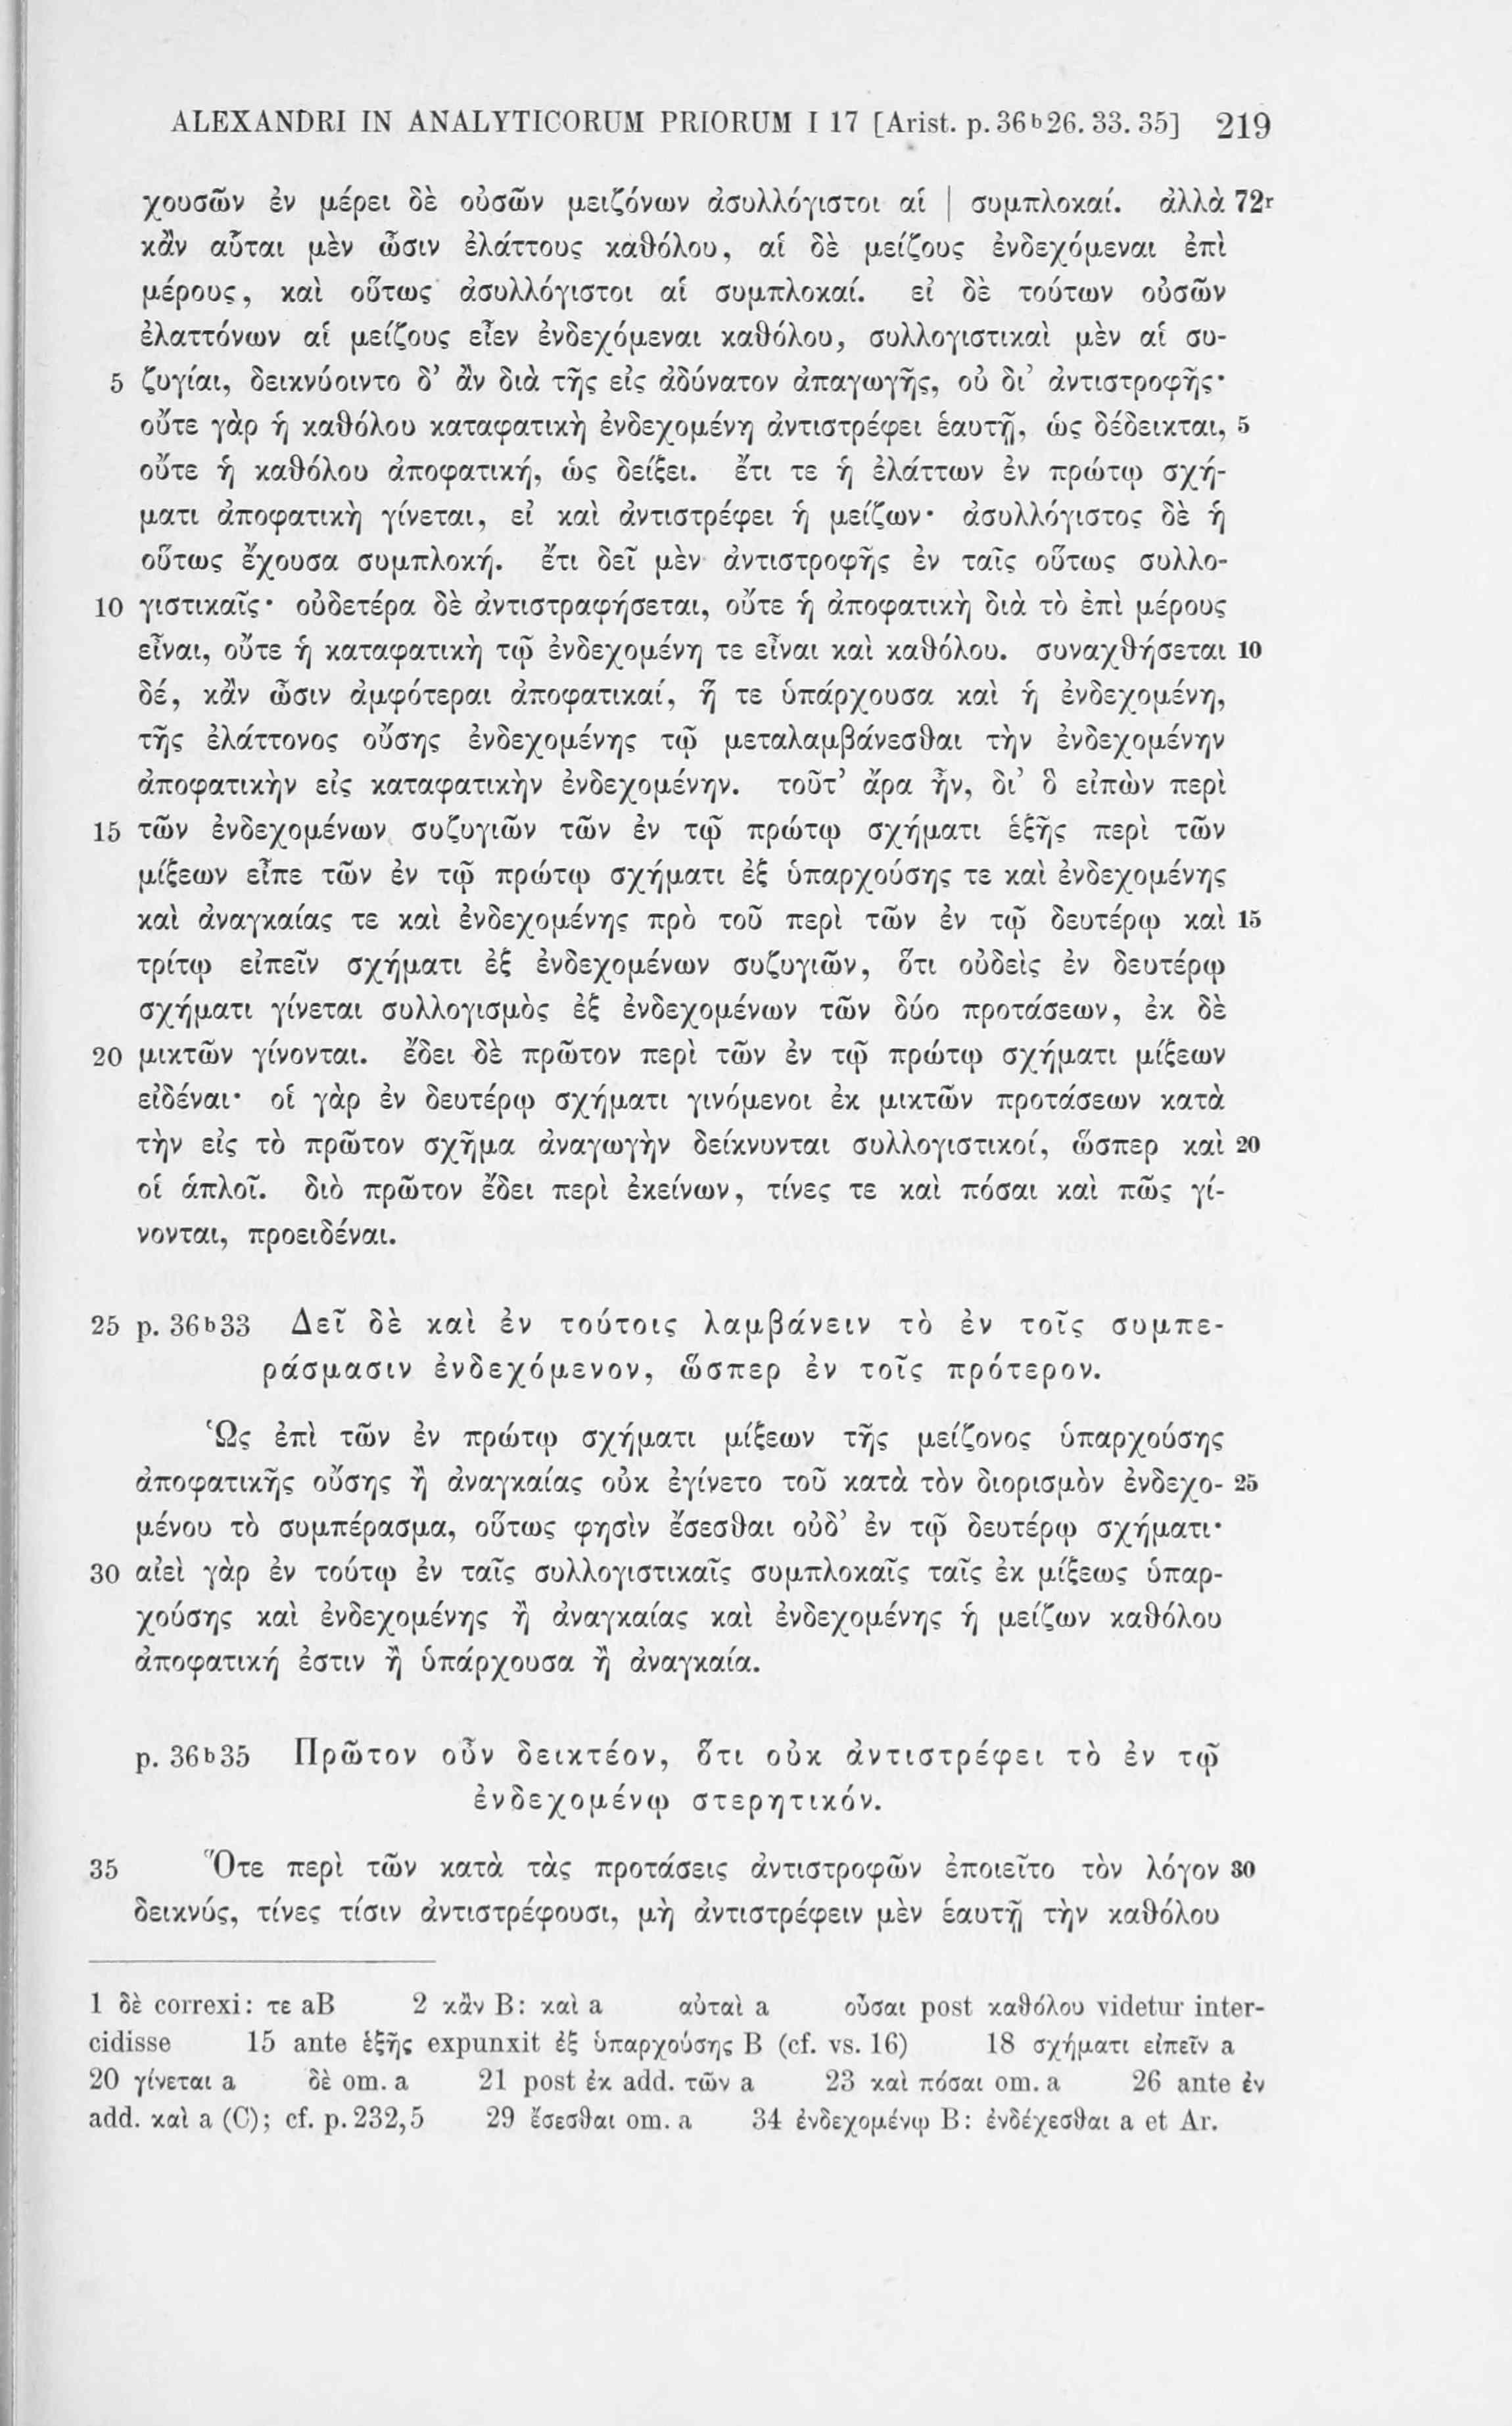 ALEXANDRI IN ANALYTICORUM PRIORUM I 17 [Arist. p. 36ᵇ26. 33. 35] 219
χουσῶν ἐν μέρει δὲ οὐσῶν μειζόνων ἀσυλλόγιστοι αἱ | συμπλοκαί. ἀλλὰ 72ʳ
κἂν αὗται μὲν ὦσιν ἐλάττους καθόλου, αἱ δὲ μείζους ἐνδεχόμεναι ἐπὶ
μέρους, καὶ οὕτως ἀσυλλόγιστοι αἱ συμπλοκαί. εἰ δὲ τούτων οὐσῶν
ἐλαττόνων αἱ μείζους εἶεν ἐνδεχόμεναι καθόλου, συλλογιστικαὶ μὲν αἱ συ-
5 ζυγίαι, δεικνύοιντο δ’ ἂν διὰ τῆς εἰς ἀδύνατον ἀπαγωγῆς, οὐ δι’ ἀντιστροφῆς·
οὔτε γὰρ ἡ καθόλου καταφατικὴ ἐνδεχομένη ἀντιστρέφει ἑαυτῇ, ὡς δέδεικται, 5
οὔτε ἡ καθόλου ἀποφατική, ὡς δείξει. ἔτι τε ἡ ἐλάττων ἐν πρώτῳ σχή-
ματι ἀποφατικὴ γίνεται, εἰ καὶ ἀντιστρέφει ἡ μείζων· ἀσυλλόγιστος δὲ ἡ
οὕτως ἔχουσα συμπλοκή. ἔτι δεῖ μὲν ἀντιστροφῆς ἐν ταῖς οὕτως συλλο-
10 γιστικαῖς· οὐδετέρα δὲ ἀντιστραφήσεται, οὔτε ἡ ἀποφατικὴ διὰ τὸ ἐπὶ μέρους
εἶναι, οὔτε ἡ καταφατικὴ τῷ ἐνδεχομένη τε εἶναι καὶ καθόλου. συναχθήσεται 10
δέ, κἂν ὦσιν ἀμφότεραι ἀποφατικαί, ἥ τε ὑπάρχουσα καὶ ἡ ἐνδεχομένη,
τῆς ἐλάττονος οὔσης ἐνδεχομένης τῷ μεταλαμβάνεσθαι τὴν ἐνδεχομένην
ἀποφατικὴν εἰς καταφατικὴν ἐνδεχομένην. τοῦτ’ ἄρα ἦν, δι’ ὃ εἰπὼν περὶ
15 τῶν ἐνδεχομένων συζυγιῶν τῶν ἐν τῷ πρώτῳ σχήματι ἑξῆς περὶ τῶν
μίξεων εἶπε τῶν ἐν τῷ πρώτῳ σχήματι ἐξ ὑπαρχούσης τε καὶ ἐνδεχομένης
καὶ ἀναγκαίας τε καὶ ἐνδεχομένης πρὸ τοῦ περὶ τῶν ἐν τῷ δευτέρῳ καὶ 15
τρίτῳ εἰπεῖν σχήματι ἐξ ἐνδεχομένων συζυγιῶν, ὅτι οὐδεὶς ἐν δευτέρῳ
σχήματι γίνεται συλλογισμὸς ἐξ ἐνδεχομένων τῶν δύο προτάσεων, ἐκ δὲ
20 μικτῶν γίνονται. ἔδει δὲ πρῶτον περὶ τῶν ἐν τῷ πρώτῳ σχήματι μίξεων
εἰδέναι· οἱ γὰρ ἐν δευτέρῳ σχήματι γινόμενοι ἐκ μικτῶν προτάσεων κατὰ
τὴν εἰς τὸ πρῶτον σχῆμα ἀναγωγὴν δείκνυνται συλλογιστικοί, ὥσπερ καὶ 20
οἱ ἁπλοῖ. διὸ πρῶτον ἔδει περὶ ἐκείνων, τίνες τε καὶ πόσαι καὶ πῶς γί-
νονται, προειδέναι.
25 p. 36ᵇ33 Δεῖ δὲ καὶ ἐν τούτοις λαμβάνειν τὸ ἐν τοῖς συμπε-
ράσμασιν ἐνδεχόμενον, ὥσπερ ἐν τοῖς πρότερον.
Ὡς ἐπὶ τῶν ἐν πρώτῳ σχήματι μίξεων τῆς μείζονος ὑπαρχούσης
ἀποφατικῆς οὔσης ἢ ἀναγκαίας οὐκ ἐγίνετο τοῦ κατὰ τὸν διορισμὸν ἐνδεχο- 25
μένου τὸ συμπέρασμα, οὕτως φησὶν ἔσεσθαι οὐδ’ ἐν τῷ δευτέρῳ σχήματι·
30 αἰεὶ γὰρ ἐν τούτῳ ἐν ταῖς συλλογιστικαῖς συμπλοκαῖς ταῖς ἐκ μίξεως ὑπαρ-
χούσης καὶ ἐνδεχομένης ἢ ἀναγκαίας καὶ ἐνδεχομένης ἡ μείζων καθόλου
ἀποφατική ἐστιν ἢ ὑπάρχουσα ἢ ἀναγκαία.
p. 36ᵇ35 Πρῶτον οὖν δεικτέον, ὅτι οὐκ ἀντιστρέφει τὸ ἐν τῷ
ἐνδεχομένῳ στερητικόν.
35 Ὅτε περὶ τῶν κατὰ τὰς προτάσεις ἀντιστροφῶν ἐποιεῖτο τὸν λόγον 30
δεικνύς, τίνες τίσιν ἀντιστρέφουσι, μὴ ἀντιστρέφειν μὲν ἑαυτῇ τὴν καθόλου
1 δὲ correxi: τε aB 2 κἂν B: καὶ a αὐταὶ a οὖσαι post καθόλου videtur inter-
cidisse 15 ante ἑξῆς expunxit ἐξ ὑπαρχούσης B (cf. vs. 16) 18 σχήματι εἰπεῖν a
20 γίνεται a δὲ om. a 21 post ἐκ add. τῶν a 23 καὶ πόσαι om. a 26 ante ἐν
add. καὶ a (C); cf. p. 232,5 29 ἔσεσθαι om. a 34 ἐνδεχομένῳ B: ἐνδέχεσθαι a et Ar.